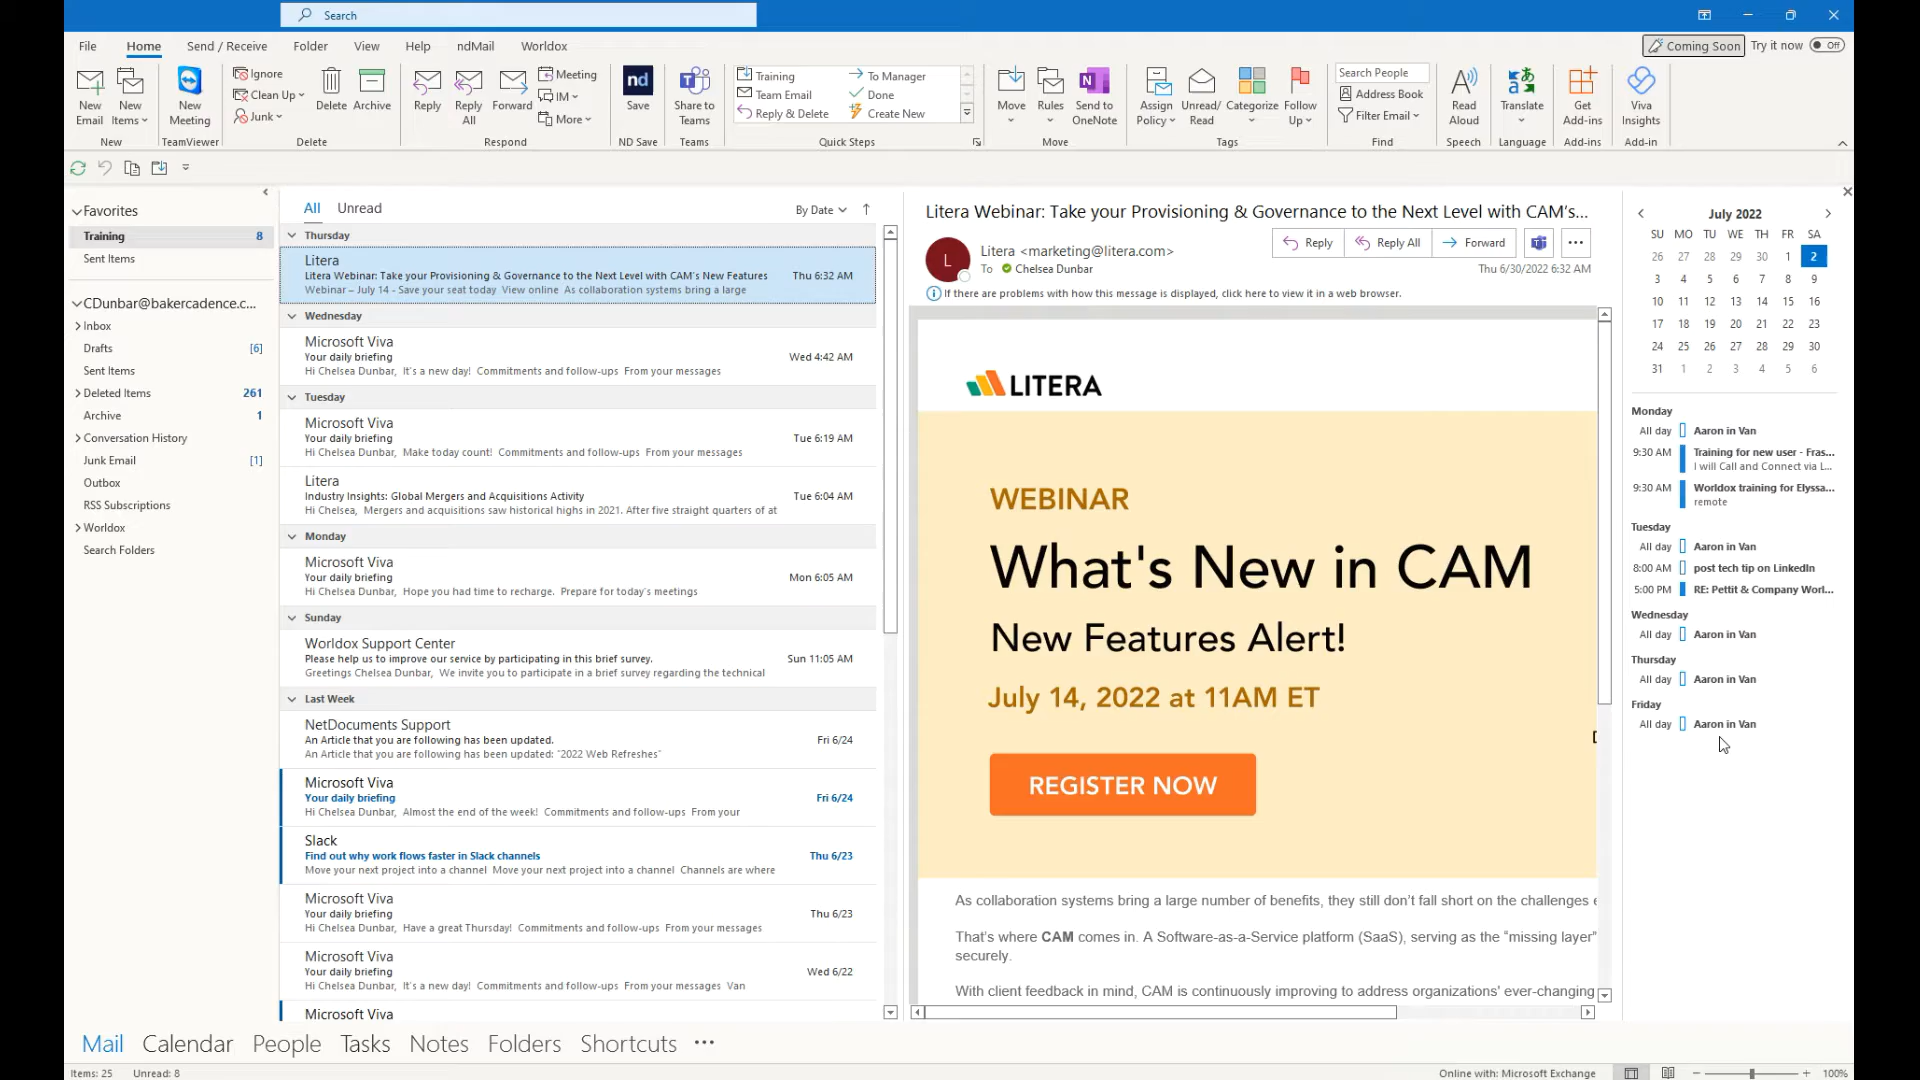 Search
File Home Send / Receive Folder View Help ndMail Worldox
Coming Soon Try it now Off
New Email
New Items
New
New Meeting
TeamViewer
Ignore
Clean Up
Junk
Delete
Archive
Delete
Reply
Reply All
Forward
Meeting
IM
More
Respond
nd
Save
ND Save
Share to Teams
Teams
Training
Team Email
Reply & Delete
To Manager
Done
Create New
Quick Steps
Move
Rules
Send to OneNote
Move
Assign Policy
Unread/ Read
Categorize
Follow Up
Tags
Search People
Address Book
Filter Email
Find
Read Aloud
Speech
Translate
Language
Get Add-ins
Add-ins
Viva Insights
Add-in
Favorites
Training 8
Sent Items
CDunbar@bakercadence.c...
Inbox
Drafts [6]
Sent Items
Deleted Items 261
Archive 1
Conversation History
Junk Email [1]
Outbox
RSS Subscriptions
Worldox
Search Folders
All Unread By Date
Thursday
Litera
Litera Webinar: Take your Provisioning & Governance to the Next Level with CAM's New Features Thu 6:32 AM
Webinar – July 14 - Save your seat today View online As collaboration systems bring a large
Wednesday
Microsoft Viva
Your daily briefing Wed 4:42 AM
Hi Chelsea Dunbar, It's a new day! Commitments and follow-ups From your messages
Tuesday
Microsoft Viva
Your daily briefing Tue 6:19 AM
Hi Chelsea Dunbar, Make today count! Commitments and follow-ups From your messages
Litera
Industry Insights: Global Mergers and Acquisitions Activity Tue 6:04 AM
Hi Chelsea, Mergers and acquisitions saw historical highs in 2021. After five straight quarters of at
Monday
Microsoft Viva
Your daily briefing Mon 6:05 AM
Hi Chelsea Dunbar, Hope you had time to recharge. Prepare for today's meetings
Sunday
Worldox Support Center
Please help us to improve our service by participating in this brief survey. Sun 11:05 AM
Greetings Chelsea Dunbar, We invite you to participate in a brief survey regarding the technical
Last Week
NetDocuments Support
An Article that you are following has been updated. Fri 6/24
An Article that you are following has been updated: "2022 Web Refreshes"
Microsoft Viva
Your daily briefing Fri 6/24
Hi Chelsea Dunbar, Almost the end of the week! Commitments and follow-ups From your
Slack
Find out why work flows faster in Slack channels Thu 6/23
Move your next project into a channel Move your next project into a channel Channels are where
Microsoft Viva
Your daily briefing Thu 6/23
Hi Chelsea Dunbar, Have a great Thursday! Commitments and follow-ups From your messages
Microsoft Viva
Your daily briefing Wed 6/22
Hi Chelsea Dunbar, It's a new day! Commitments and follow-ups From your messages Van
Microsoft Viva
Litera Webinar: Take your Provisioning & Governance to the Next Level with CAM's...
L
Litera <marketing@litera.com>
To Chelsea Dunbar
Reply Reply All Forward
Thu 6/30/2022 6:32 AM
If there are problems with how this message is displayed, click here to view it in a web browser.
LITERA
WEBINAR
What's New in CAM
New Features Alert!
July 14, 2022 at 11AM ET
REGISTER NOW
As collaboration systems bring a large number of benefits, they still don't fall short on the challenges
That's where CAM comes in. A Software-as-a-Service platform (SaaS), serving as the "missing layer"
securely.
With client feedback in mind, CAM is continuously improving to address organizations' ever-changing
July 2022
SU MO TU WE TH FR SA
26 27 28 29 30 1 2
3 4 5 6 7 8 9
10 11 12 13 14 15 16
17 18 19 20 21 22 23
24 25 26 27 28 29 30
31 1 2 3 4 5 6
Monday
All day Aaron in Van
9:30 AM Training for new user - Fras...
I will Call and Connect via L...
9:30 AM Worldox training for Elyssa...
remote
Tuesday
All day Aaron in Van
8:00 AM post tech tip on LinkedIn
5:00 PM RE: Pettit & Company Worl...
Wednesday
All day Aaron in Van
Thursday
All day Aaron in Van
Friday
All day Aaron in Van
Mail Calendar People Tasks Notes Folders Shortcuts ...
Items: 25 Unread: 8
Online with: Microsoft Exchange 100%